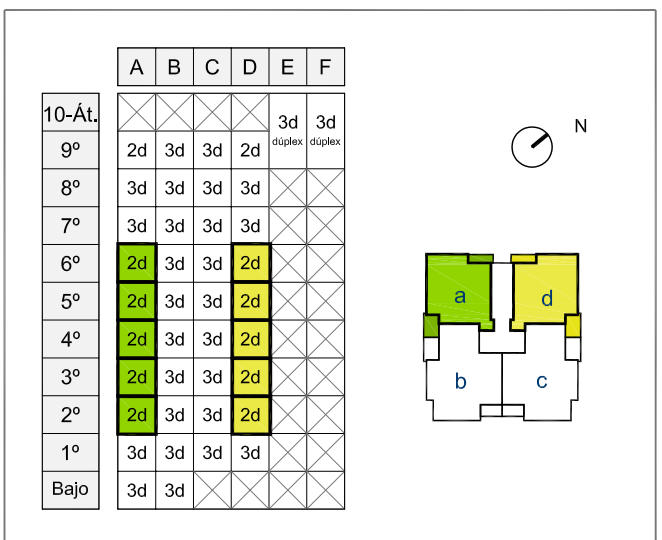 A B C D E F
10-Át. 3d dúplex 3d dúplex
9º 2d 3d 3d 2d
8º 3d 3d 3d 3d
7º 3d 3d 3d 3d
6º 2d 3d 3d 2d
5º 2d 3d 3d 2d
4º 2d 3d 3d 2d
3º 2d 3d 3d 2d
2º 2d 3d 3d 2d
1º 3d 3d 3d 3d
Bajo 3d 3d
N
a d
b c